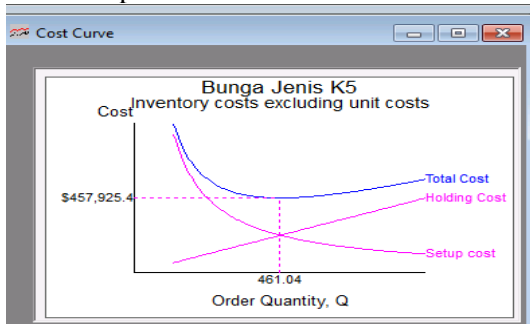 Cost Curve
Bunga Jenis K5
Inventory costs excluding unit costs
Cost
Total Cost
$457,925.4
Holding Cost
Setup cost
461.04
Order Quantity, Q